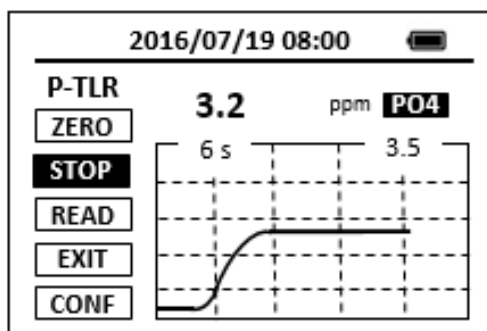 2016/07/19 08:00
P-TLR
3.2 ppm PO4
ZERO
6 s 3.5
STOP
READ
EXIT
CONF